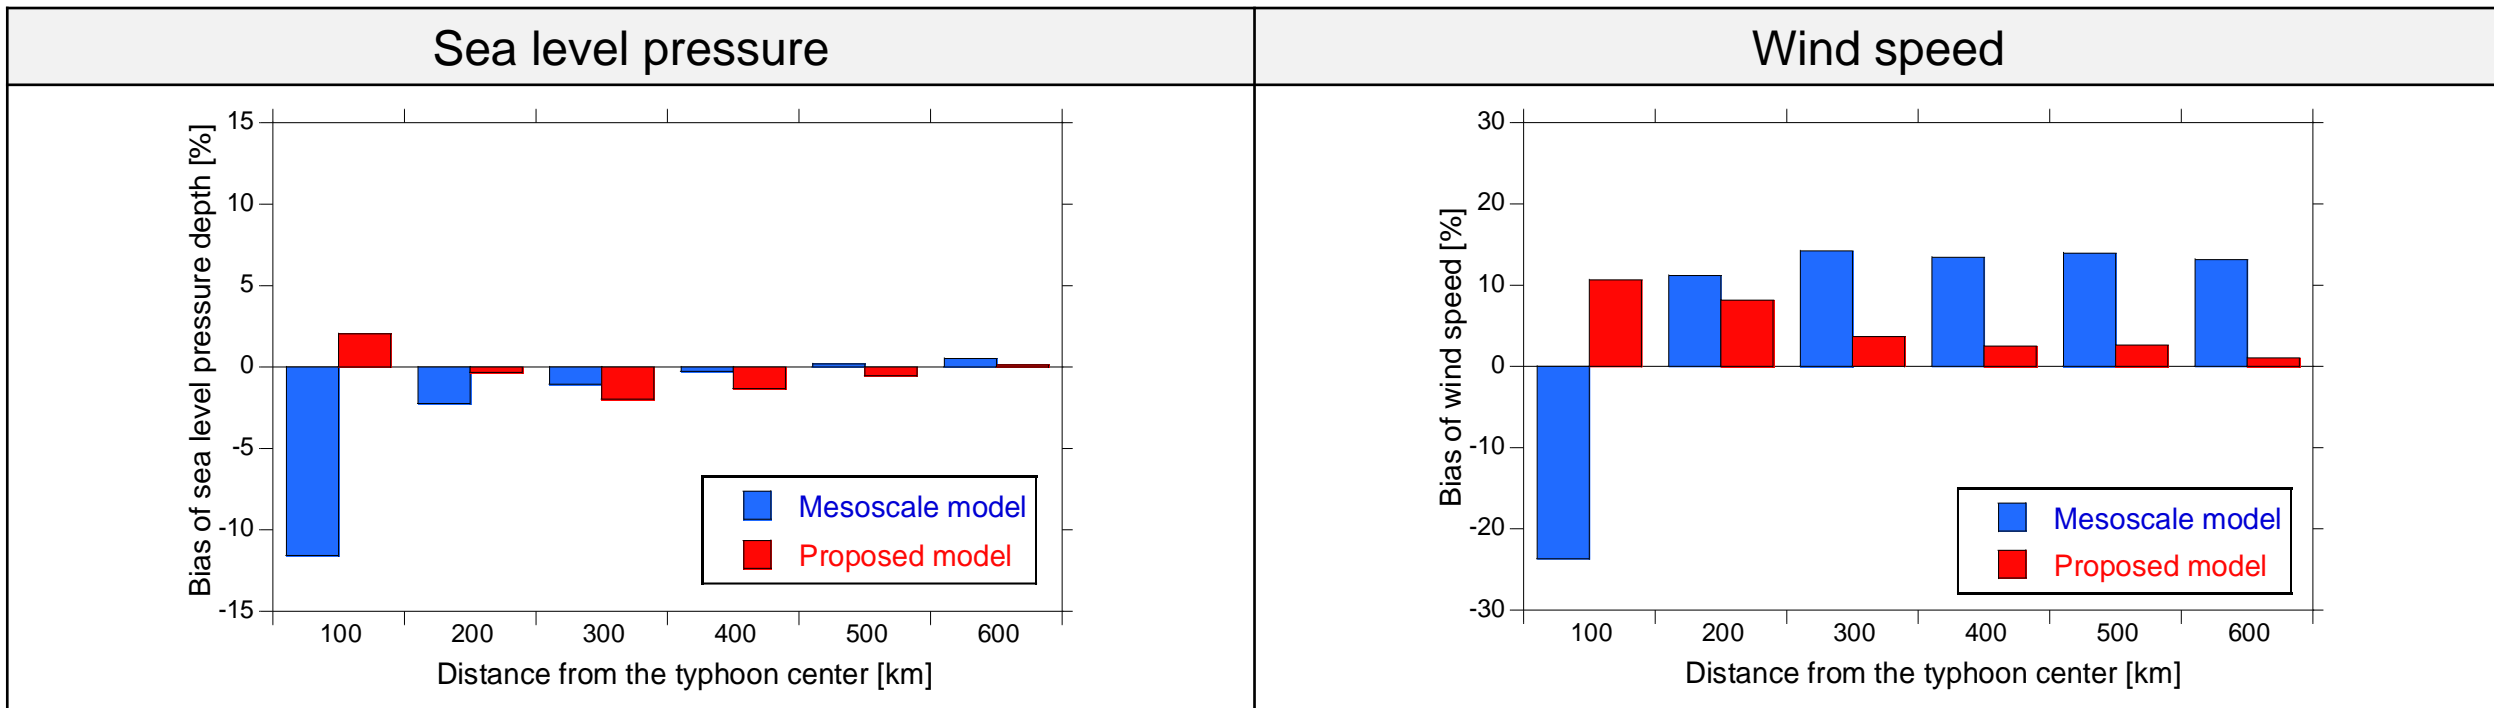 Sea level pressure
Wind speed
Bias of sea level pressure depth [%]
15
10
5
0
-5
-10
-15
Mesoscale model
Proposed model
100 200 300 400 500 600
Distance from the typhoon center [km]
Bias of wind speed [%]
30
20
10
0
-10
-20
-30
Mesoscale model
Proposed model
100 200 300 400 500 600
Distance from the typhoon center [km]